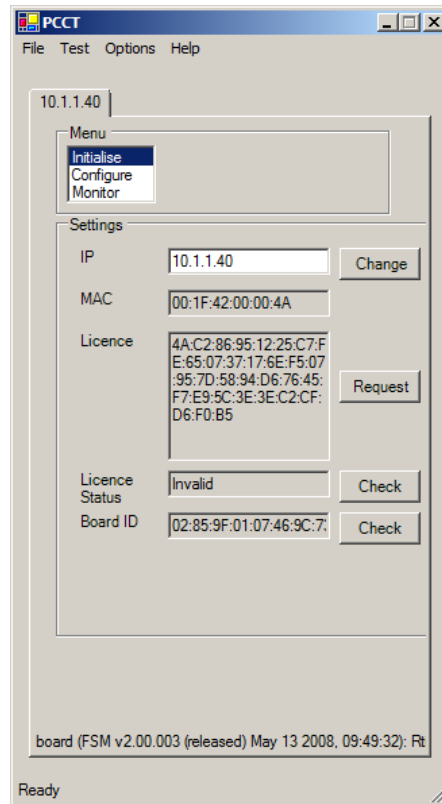 PCCT
File Test Options Help
10.1.1.40
Menu
Initialise
Configure
Monitor
Settings
IP
10.1.1.40
Change
MAC
00:1F:42:00:00:4A
Licence
4A:C2:86:95:12:25:C7:F
E:65:07:37:17:6E:F5:07
:95:7D:58:94:D6:76:45:
F7:E9:5C:3E:3E:C2:CF:
D6:F0:B5
Request
Licence
Status
Invalid
Check
Board ID
02:85:9F:01:07:46:9C:7
Check
board (FSM v2.00.003 (released) May 13 2008, 09:49:32): Rt
Ready